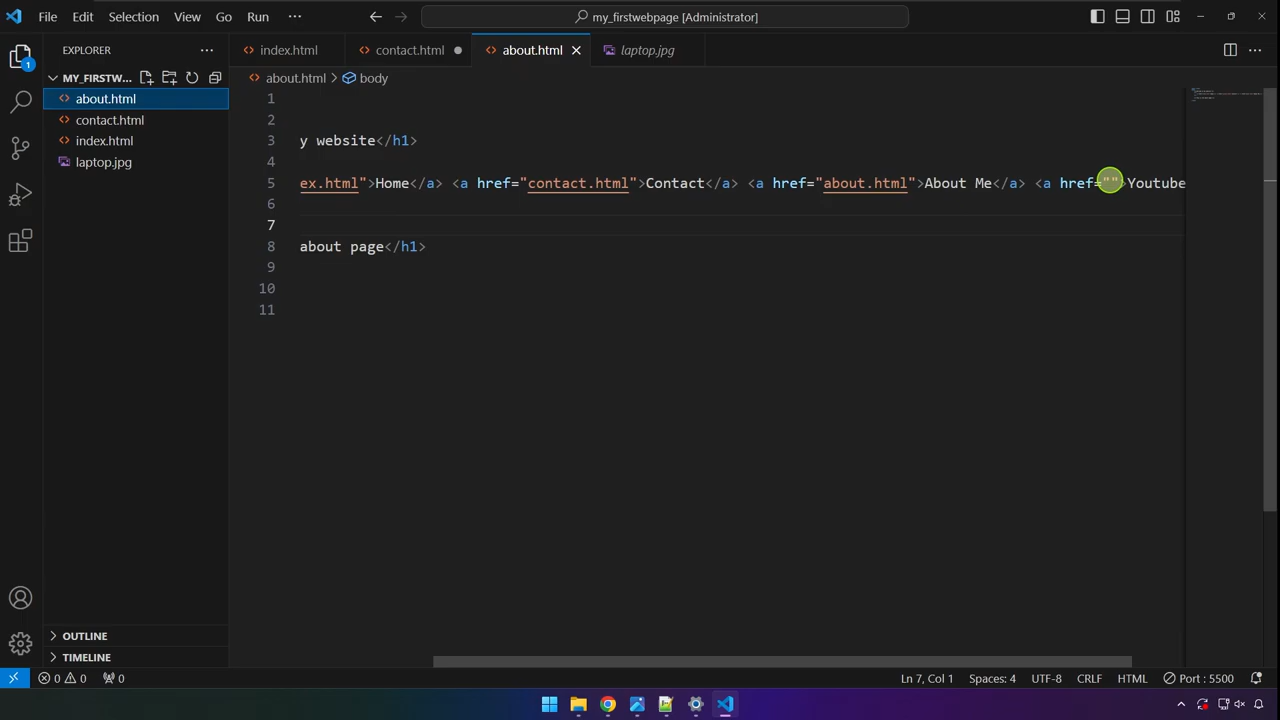 File Edit Selection View Go Run ··· my_firstwebpage [Administrator]
EXPLORER ···
index.html contact.html about.html laptop.jpg
MY_FIRSTW...
about.html > body
about.html
contact.html
index.html
laptop.jpg
1
1
2
3 y website</h1>
4
5 ex.html">Home</a> <a href="contact.html">Contact</a> <a href="about.html">About Me</a> <a href="">Youtube
6
7
8 about page</h1>
9
10
11
OUTLINE
TIMELINE
0 0 0 Ln 7, Col 1 Spaces: 4 UTF-8 CRLF HTML Port : 5500